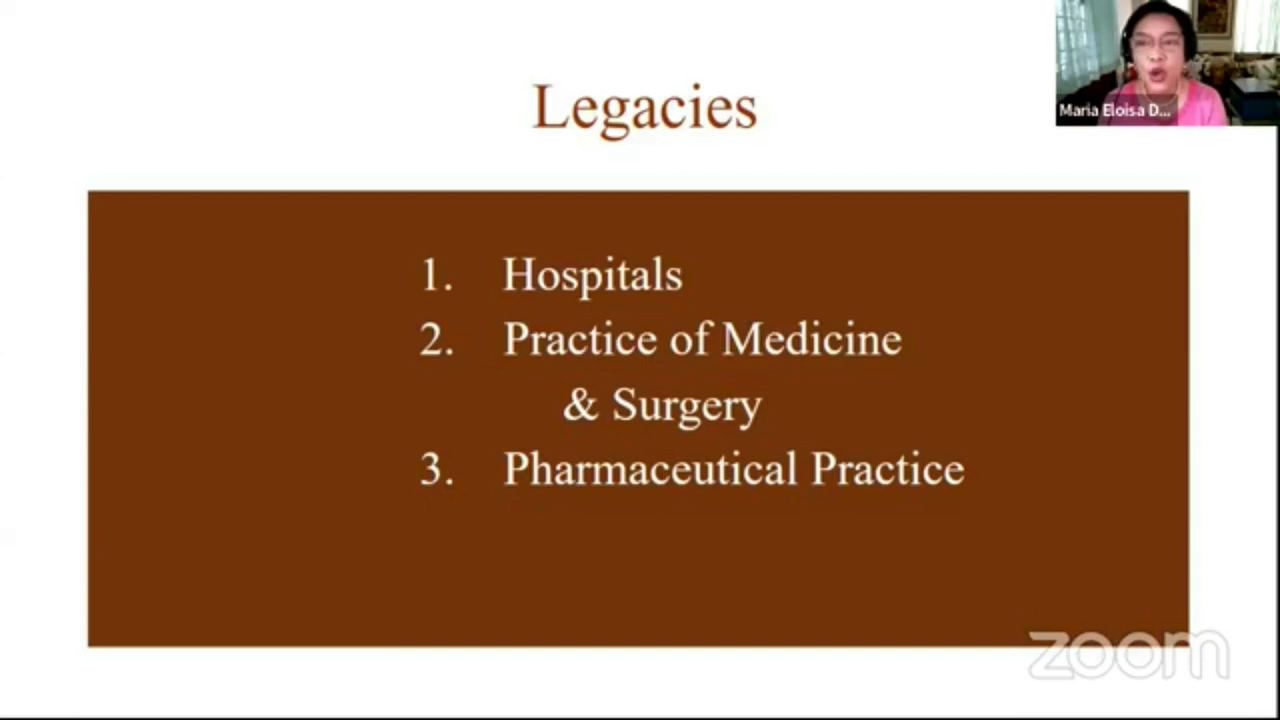 Legacies
Maria Eloisa D...
1. Hospitals
2. Practice of Medicine
& Surgery
3. Pharmaceutical Practice
zoom